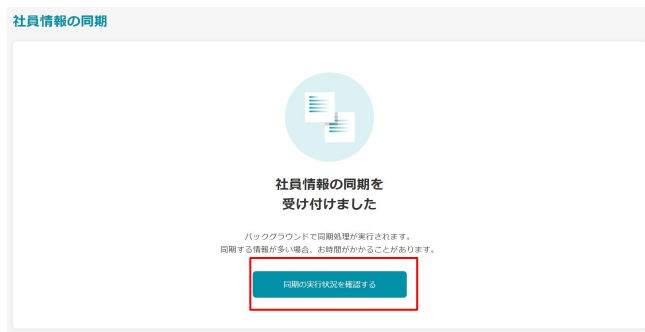 社員情報の同期
社員情報の同期を
受け付けました
バックグラウンドで同期処理が実行されます。
同期する情報が多い場合、お時間がかかることがあります。
同期の実行状況を確認する